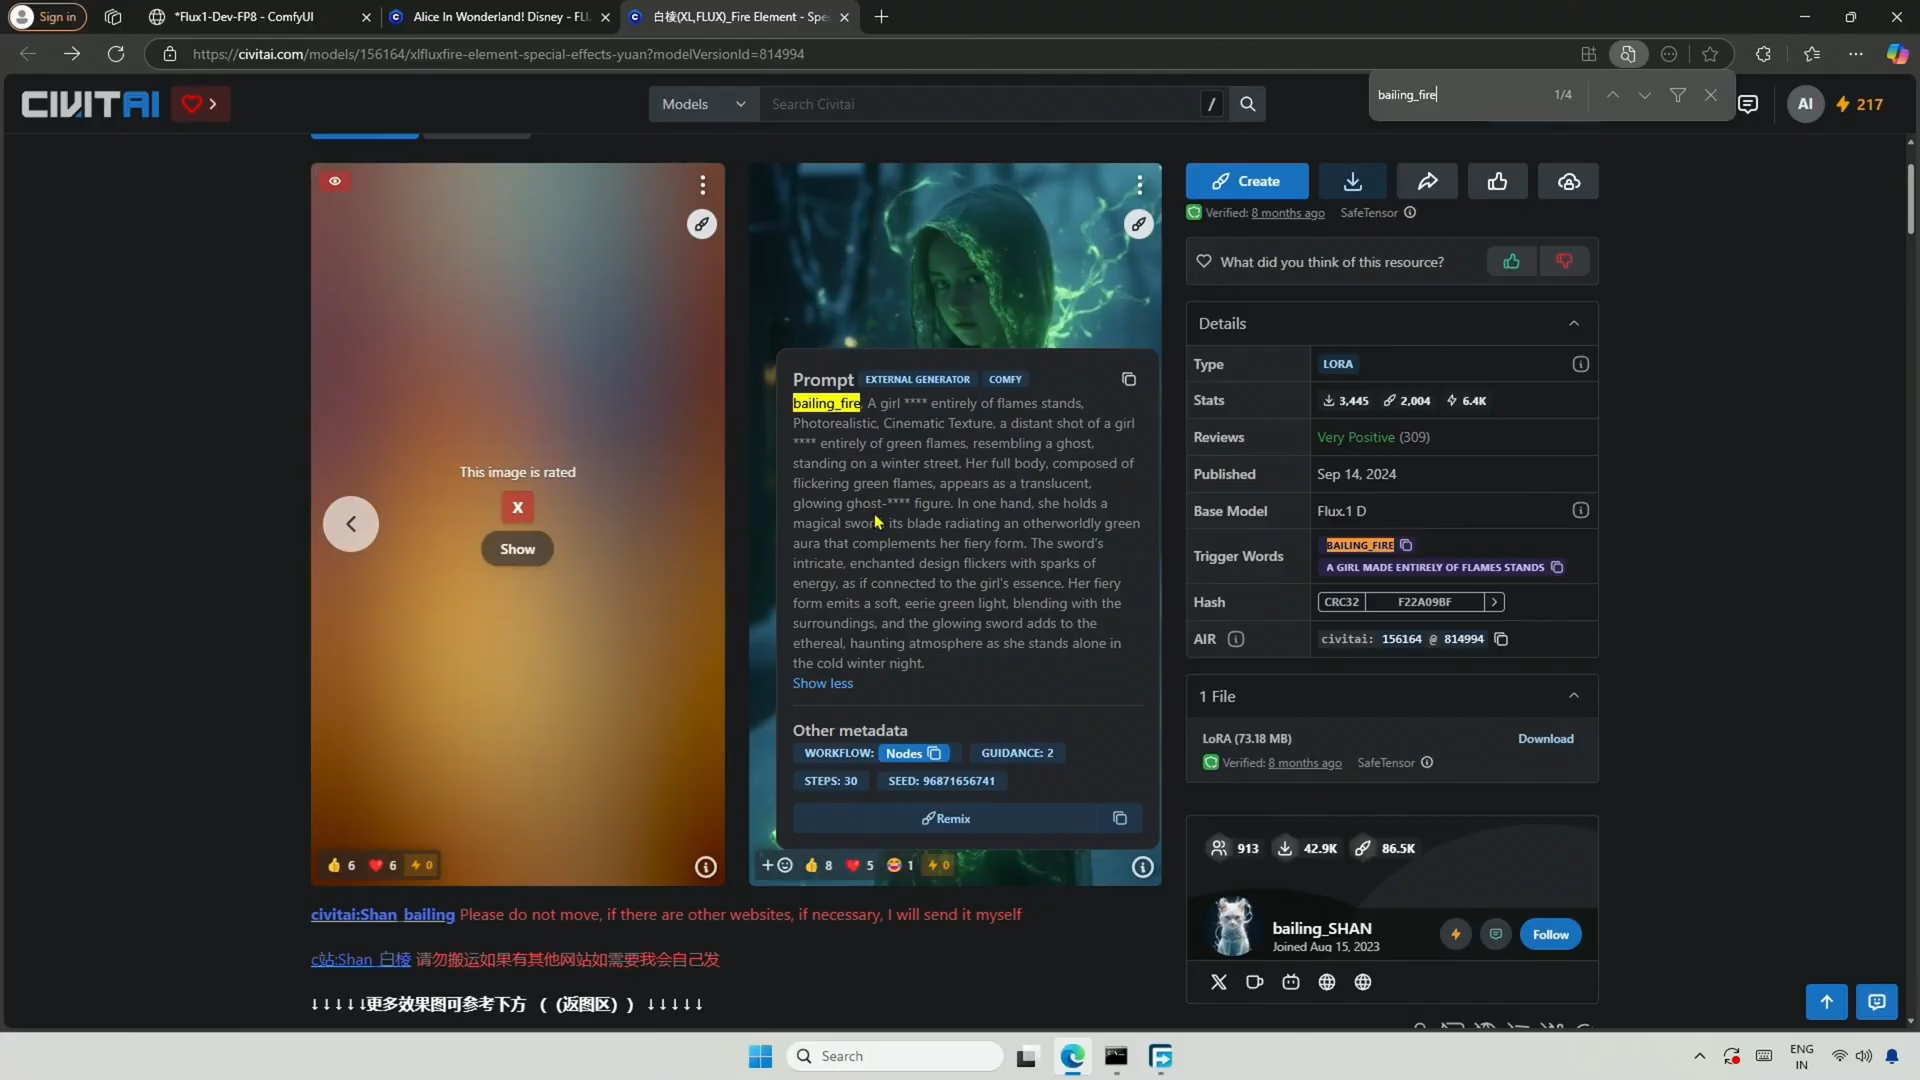 Sign in
*Flux1-Dev-FP8 - ComfyUI
Alice In Wonderland! Disney - FLU
白棱(XL,FLUX)_Fire Element - Spe
https://civitai.com/models/156164/xlfluxfire-element-special-effects-yuan?modelVersionId=814994
bailing_fire
1/4
CIVITAI
Models
Search Civitai
/
AI
217
Create
Verified: 8 months ago
SafeTensor
What did you think of this resource?
Details
Type
LORA
Stats
3,445
2,004
6.4K
Reviews
Very Positive (309)
Published
Sep 14, 2024
Base Model
Flux.1 D
Trigger Words
BAILING_FIRE
A GIRL MADE ENTIRELY OF FLAMES STANDS
Hash
CRC32
F22A09BF
AIR
civitai: 156164 @ 814994
1 File
LoRA (73.18 MB)
Download
Verified: 8 months ago
SafeTensor
913
42.9K
86.5K
bailing_SHAN
Joined Aug 15, 2023
Follow
This image is rated
X
Show
6
6
0
Prompt
EXTERNAL GENERATOR
COMFY
bailing_fire, A girl **** entirely of flames stands,
Photorealistic, Cinematic Texture, a distant shot of a girl
**** entirely of green flames, resembling a ghost,
standing on a winter street. Her full body, composed of
flickering green flames, appears as a translucent,
glowing ghost-**** figure. In one hand, she holds a
magical sword, its blade radiating an otherworldly green
aura that complements her fiery form. The sword's
intricate, enchanted design flickers with sparks of
energy, as if connected to the girl's essence. Her fiery
form emits a soft, eerie green light, blending with the
surroundings, and the glowing sword adds to the
ethereal, haunting atmosphere as she stands alone in
the cold winter night.
Show less
Other metadata
WORKFLOW: Nodes
GUIDANCE: 2
STEPS: 30
SEED: 96871656741
Remix
8
5
1
0
civitai:Shan_bailing Please do not move, if there are other websites, if necessary, I will send it myself
c站:Shan_白棱 请勿搬运如果有其他网站如需要我会自己发
↓↓↓↓↓更多效果图可参考下方 （（返图区）） ↓↓↓↓↓
Search
ENG
IN